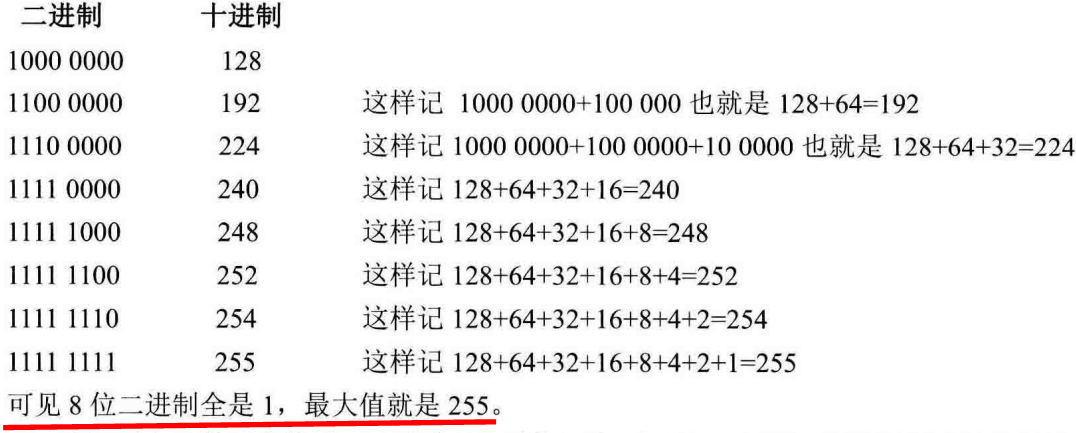 二进制 十进制
1000 0000 128
1100 0000 192 这样记 1000 0000+100 000 也就是 128+64=192
1110 0000 224 这样记 1000 0000+100 0000+10 0000 也就是 128+64+32=224
1111 0000 240 这样记 128+64+32+16=240
1111 1000 248 这样记 128+64+32+16+8=248
1111 1100 252 这样记 128+64+32+16+8+4=252
1111 1110 254 这样记 128+64+32+16+8+4+2=254
1111 1111 255 这样记 128+64+32+16+8+4+2+1=255
可见 8 位二进制全是 1，最大值就是 255。